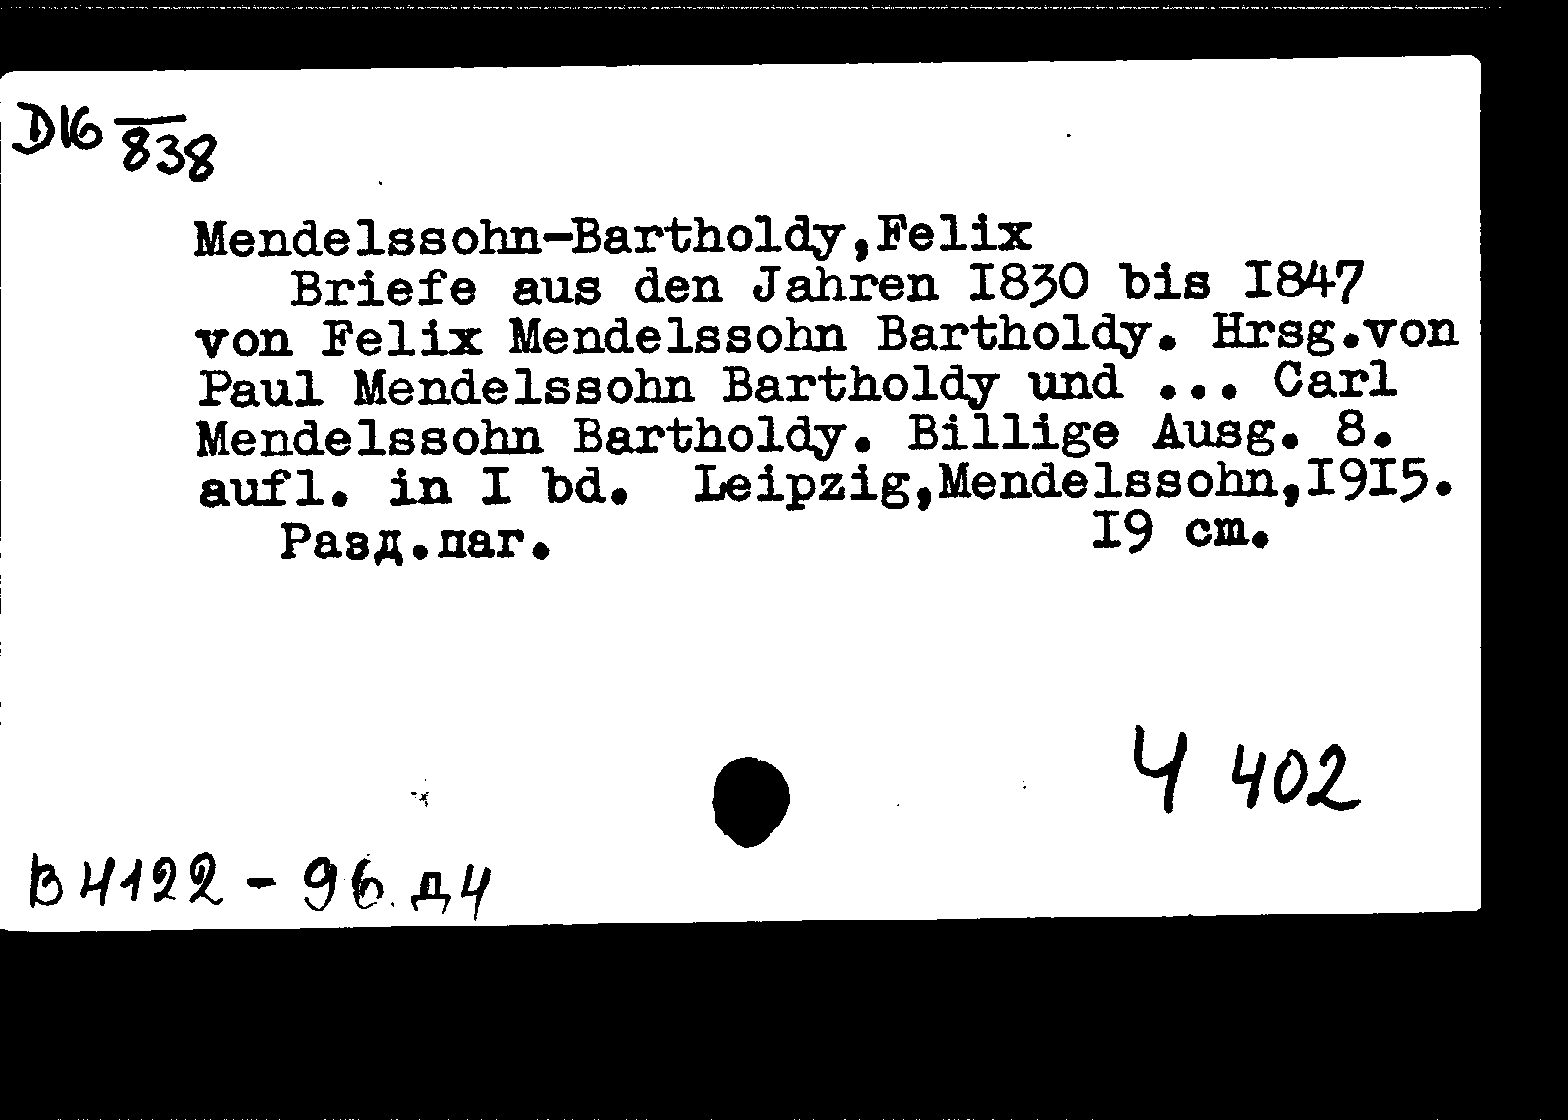 D16 838
Mendelssohn-Bartholdy,Felix
Briefe aus den Jahren I830 bis I847
von Felix Mendelssohn Bartholdy. Hrsg.von
Paul Mendelssohn Bartholdy und ... Carl
Mendelssohn Bartholdy. Billige Ausg. 8.
aufl. in I bd. Leipzig,Mendelssohn,I9I5.
Разд.паг. I9 cm.
Ч 402
В 4122 - 96. д4